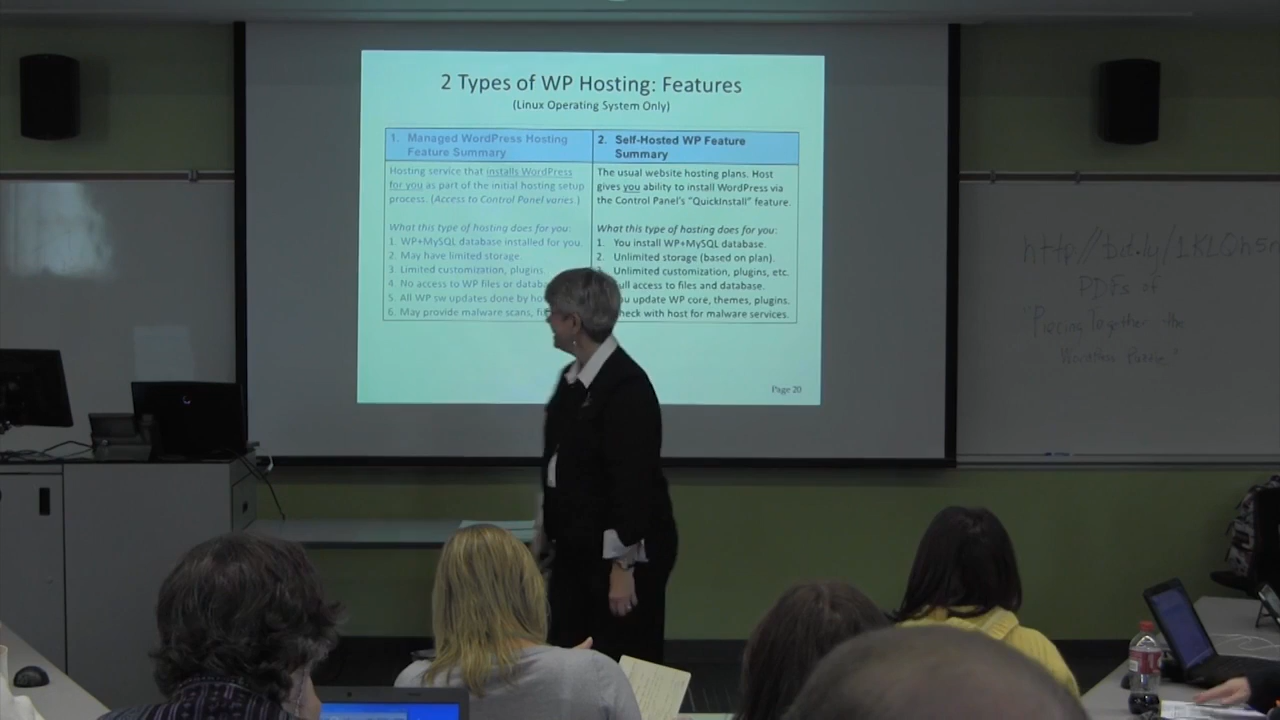 2 Types of WP Hosting: Features
(Linux Operating System Only)
1. Managed WordPress Hosting
Feature Summary
Hosting service that installs WordPress
for you as part of the initial hosting setup
process. (Access to Control Panel varies.)
What this type of hosting does for you:
1. WP+MySQL database installed for you.
2. May have limited storage.
3. Limited customization, plugins.
4. No access to WP files or
5. All WP sw updates done by
6. May provide malware scans,
2. Self-Hosted WP Feature
Summary
The usual website hosting plans. Host
gives you ability to install WordPress via
the Control Panel's "QuickInstall" feature.
What this type of hosting does for you:
1. You install WP+MySQL database.
2. Unlimited storage (based on plan).
Unlimited customization, plugins, etc.
access to files and database.
update WP core, themes, plugins.
with host for malware services.
Page 20
PDFs of
"Piecing Together the